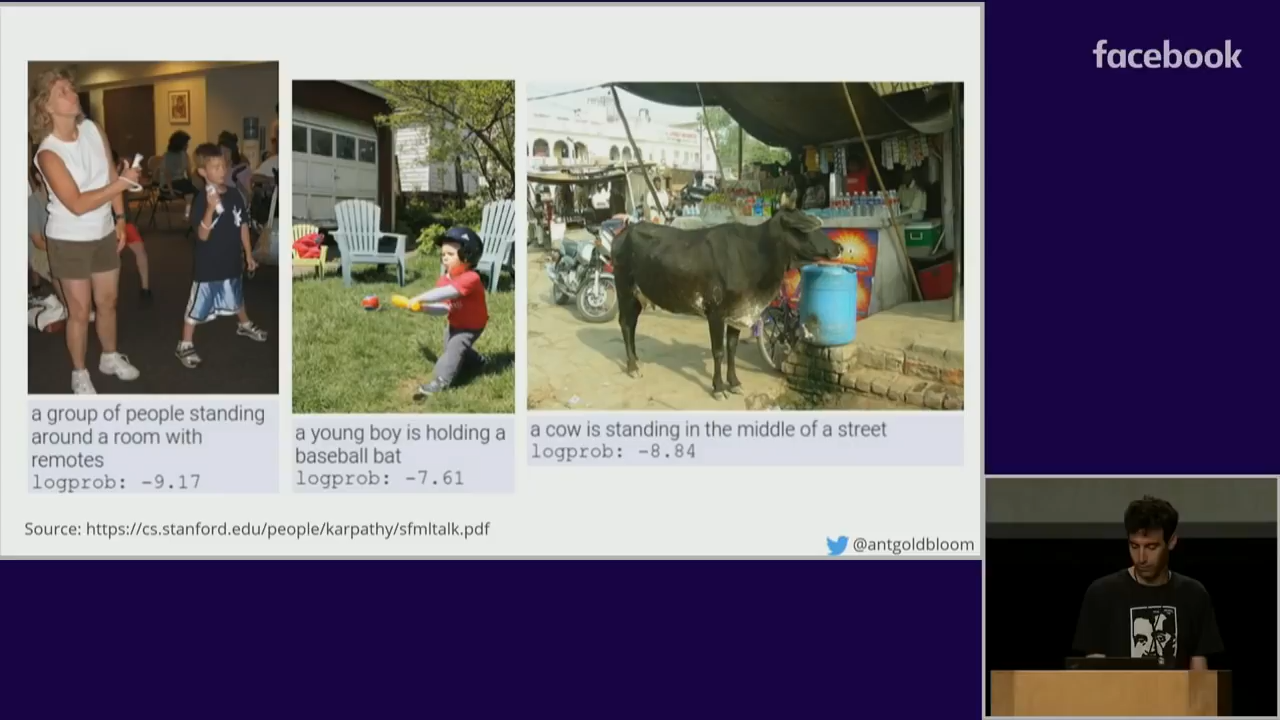 facebook
a group of people standing
around a room with
remotes
logprob: -9.17
a young boy is holding a
baseball bat
logprob: -7.61
a cow is standing in the middle of a street
logprob: -8.84
Source: https://cs.stanford.edu/people/karpathy/sfmltalk.pdf
@antgoldbloom